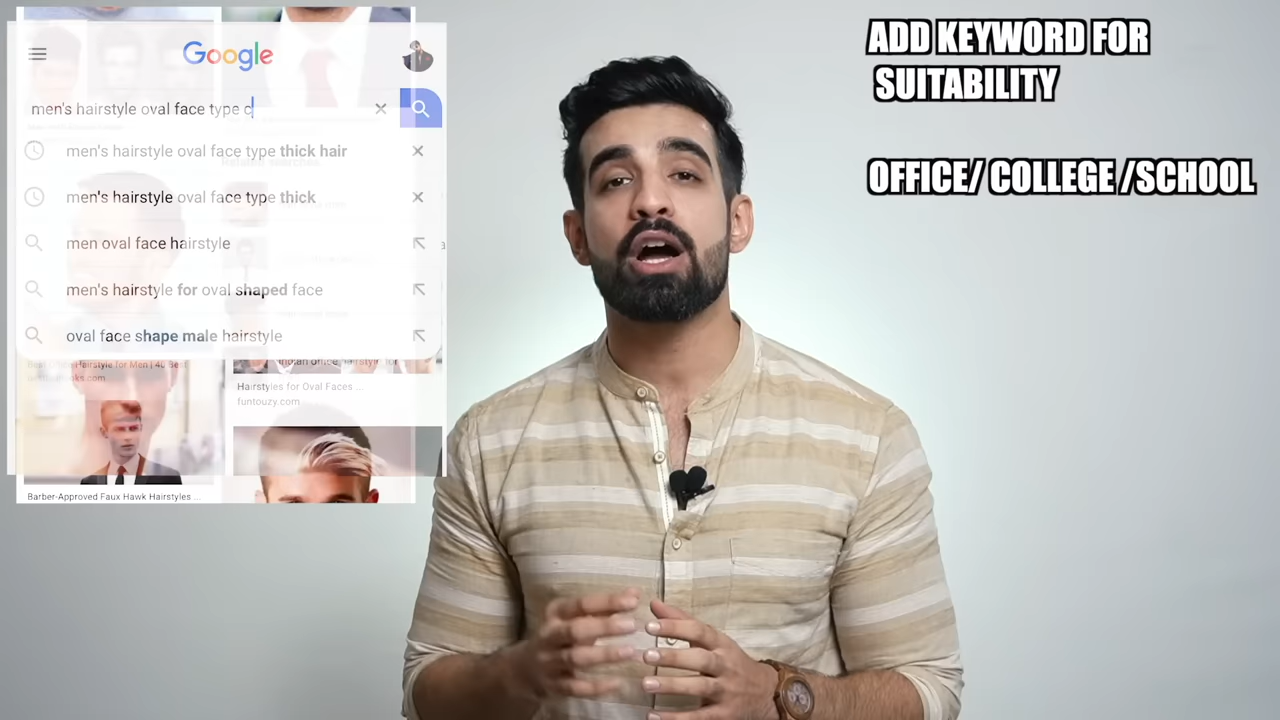 Google
men's hairstyle oval face type c
men's hairstyle oval face type thick hair
men's hairstyle oval face type thick
men oval face hairstyle
men's hairstyle for oval shaped face
oval face shape male hairstyle
Hairstyles for Oval Faces ...
funtouzy.com
Barber-Approved Faux Hawk Hairstyles ...
ADD KEYWORD FOR
SUITABILITY
OFFICE/ COLLEGE /SCHOOL